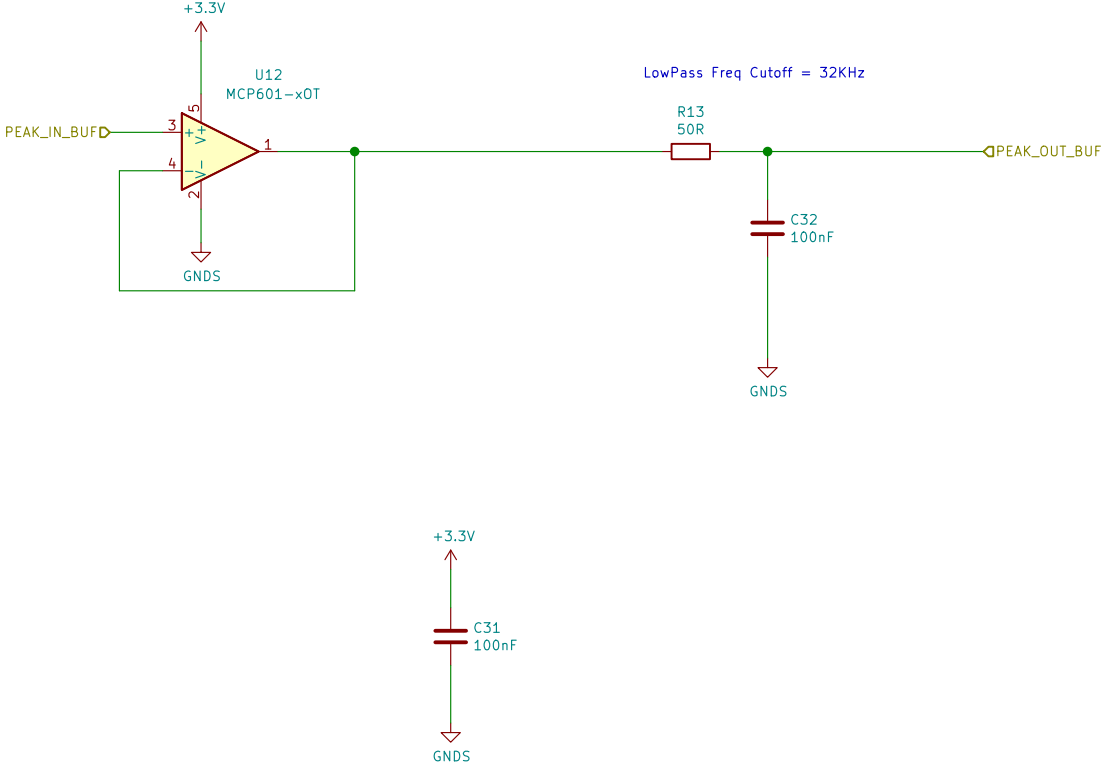 +3.3V
U12
MCP601-xOT
LowPass Freq Cutoff = 32KHz
PEAK_IN_BUF
3
+
5
V+
1
4
-
V-
2
GNDS
R13
50R
PEAK_OUT_BUF
C32
100nF
GNDS
+3.3V
C31
100nF
GNDS